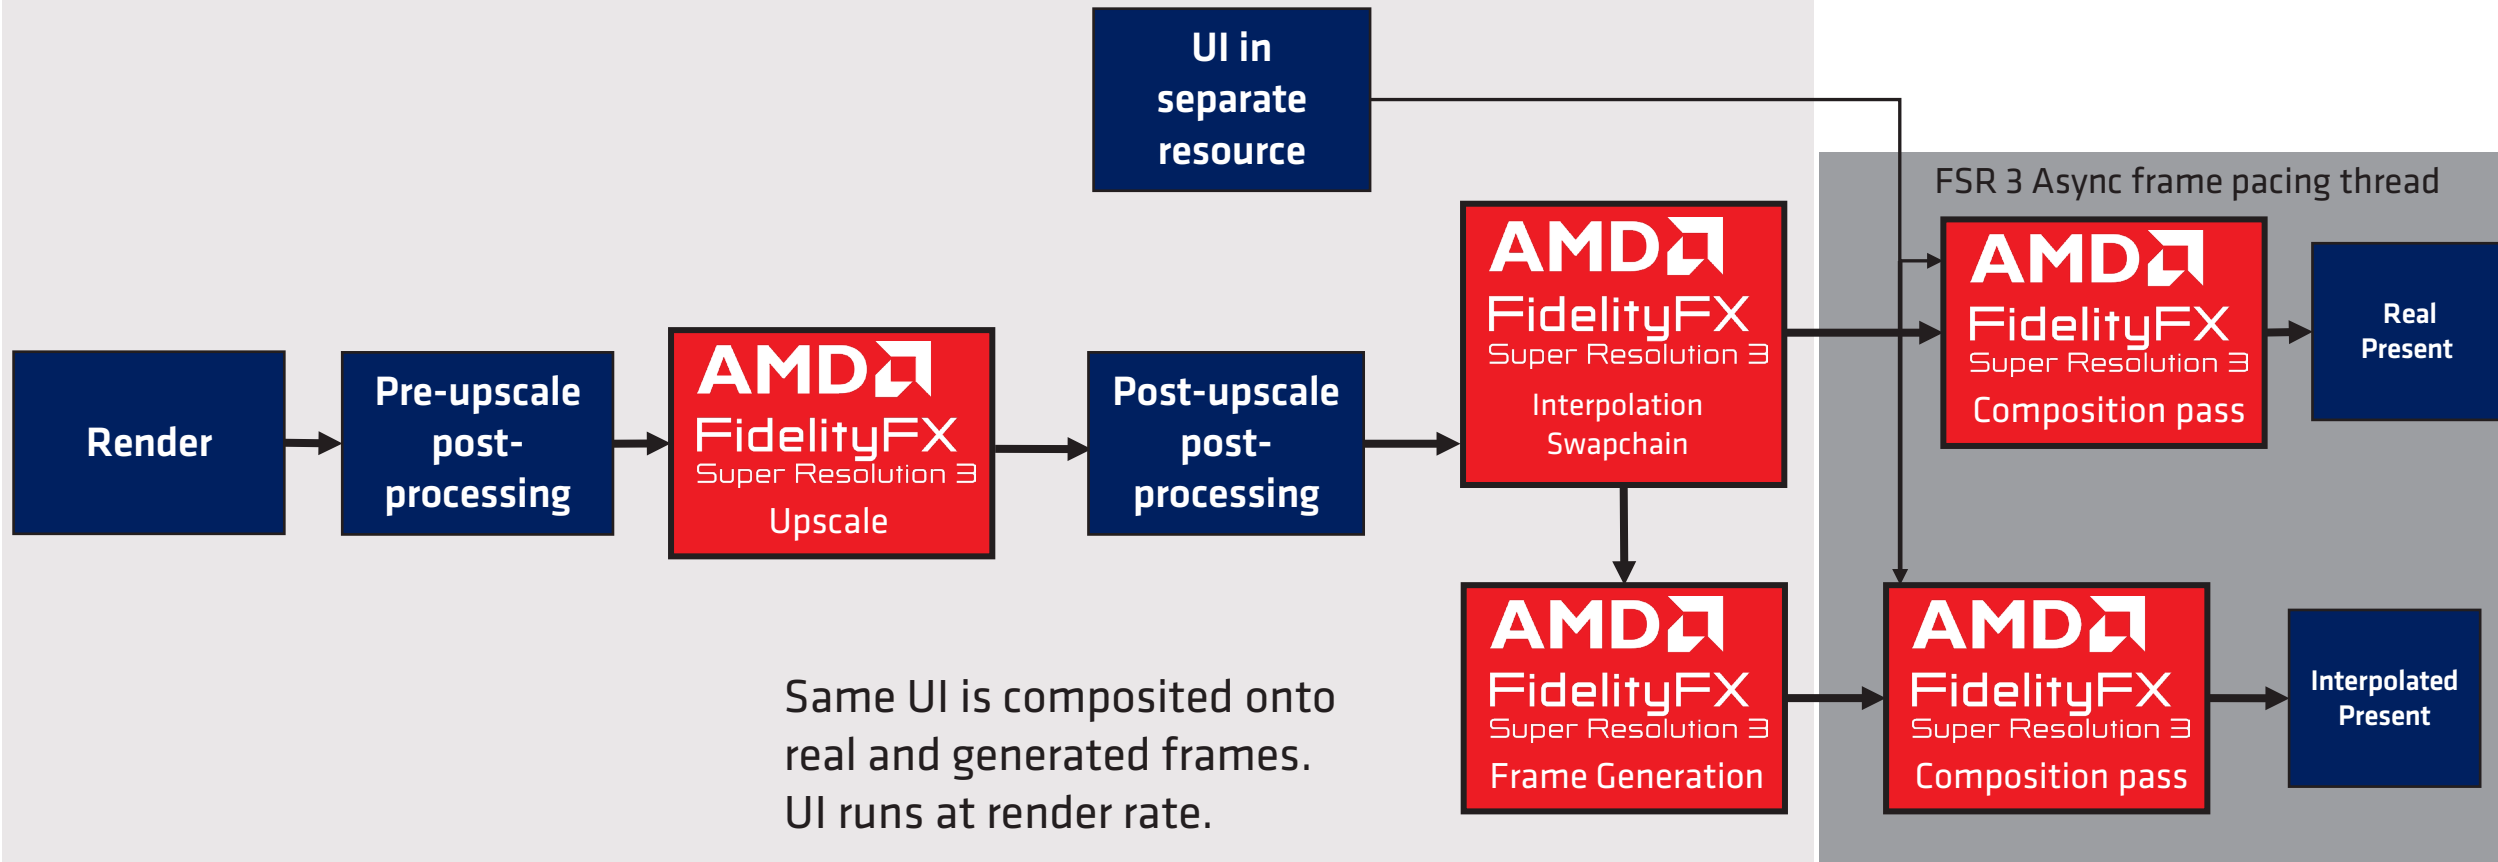 UI in
separate
resource
FSR 3 Async frame pacing thread
Render
Pre-upscale
post-
processing
AMD
FidelityFX
Super Resolution 3
Upscale
Post-upscale
post-
processing
AMD
FidelityFX
Super Resolution 3
Interpolation
Swapchain
AMD
FidelityFX
Super Resolution 3
Composition pass
Real
Present
AMD
FidelityFX
Super Resolution 3
Frame Generation
AMD
FidelityFX
Super Resolution 3
Composition pass
Interpolated
Present
Same UI is composited onto
real and generated frames.
UI runs at render rate.